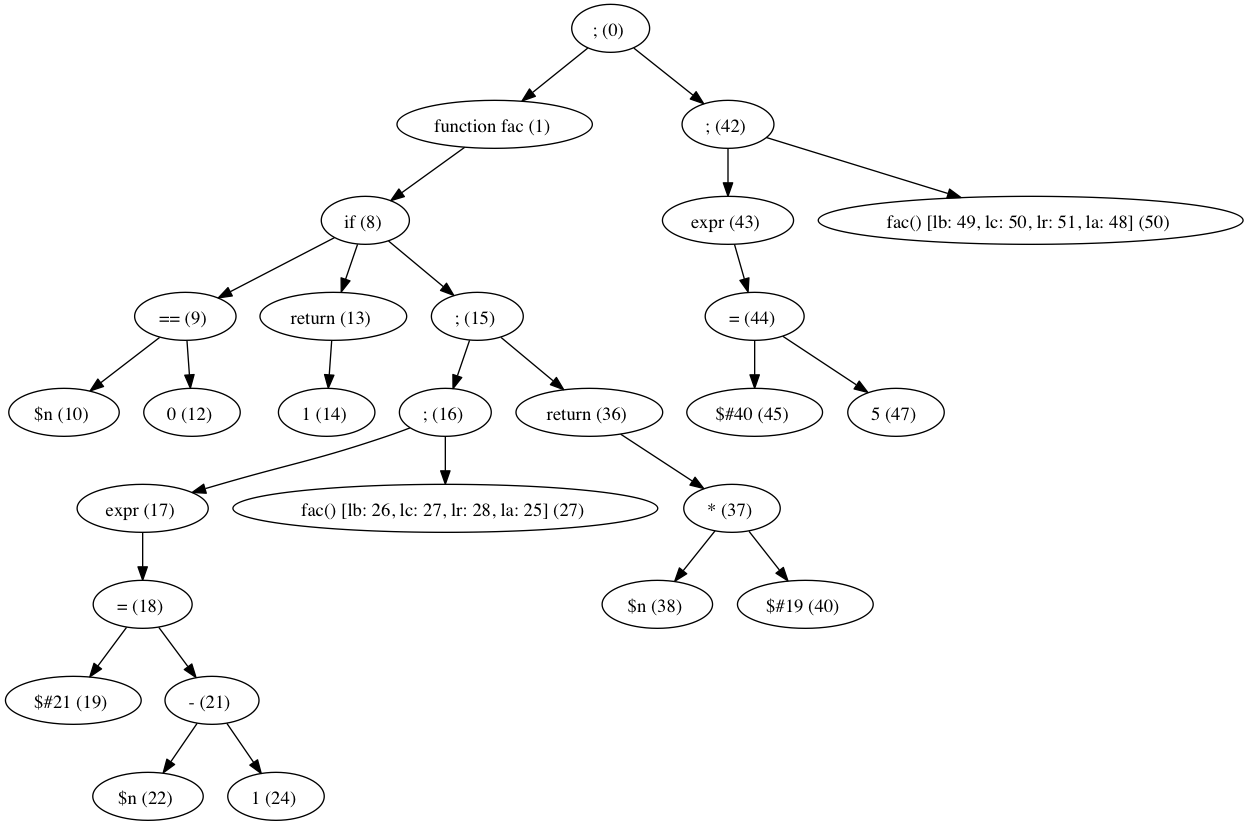 ; (0)
function fac (1)
; (42)
if (8)
expr (43)
fac() [lb: 49, lc: 50, lr: 51, la: 48] (50)
== (9)
return (13)
; (15)
= (44)
$n (10)
0 (12)
1 (14)
; (16)
return (36)
$#40 (45)
5 (47)
expr (17)
fac() [lb: 26, lc: 27, lr: 28, la: 25] (27)
* (37)
= (18)
$n (38)
$#19 (40)
$#21 (19)
- (21)
$n (22)
1 (24)